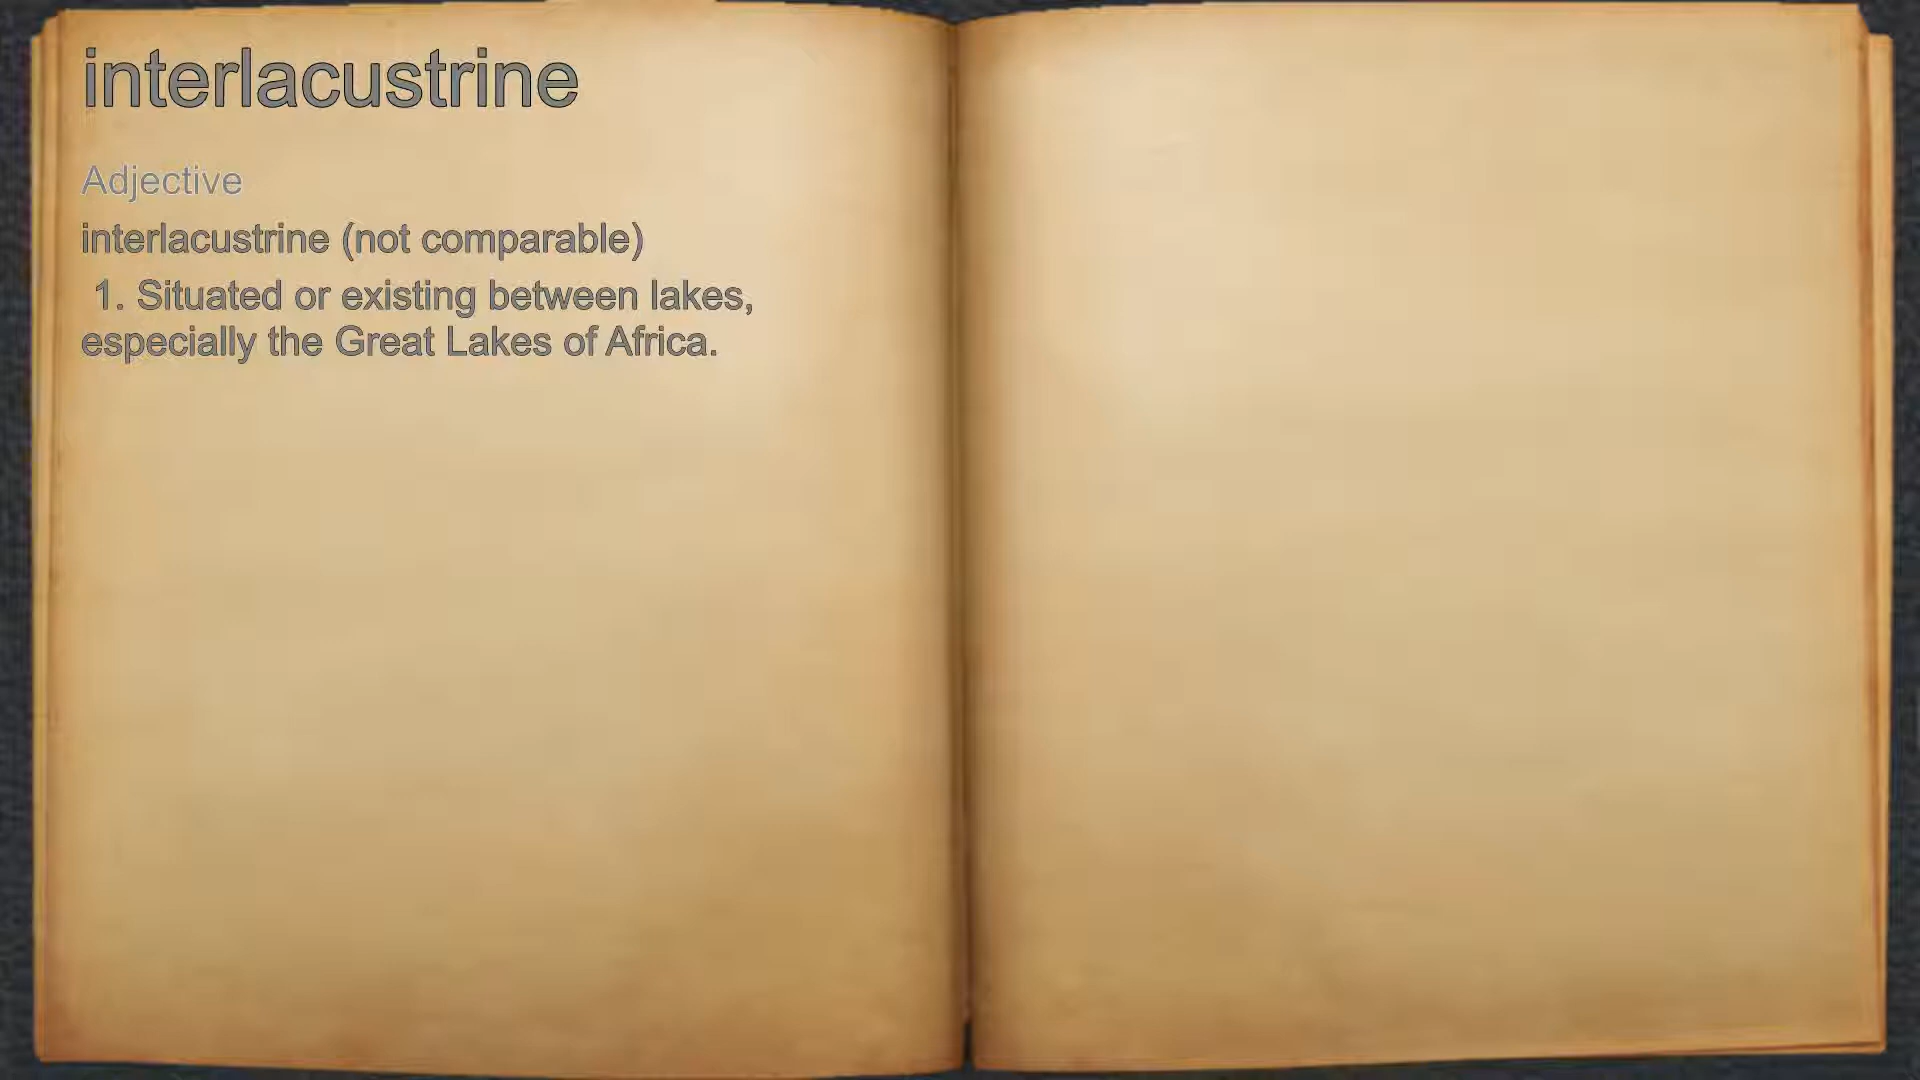 interlacustrine
Adjective
interlacustrine (not comparable)
1. Situated or existing between lakes,
especially the Great Lakes of Africa.